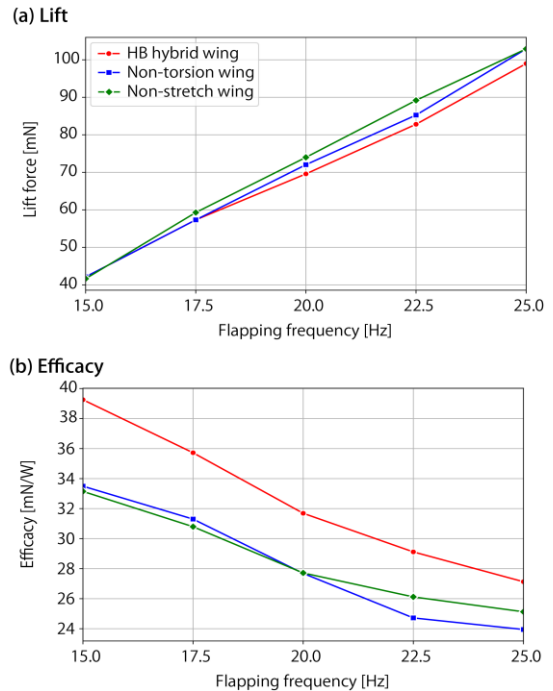 (a) Lift
HB hybrid wing
Non-torsion wing
Non-stretch wing
100
90
80
70
60
50
40
Lift force [mN]
15.0 17.5 20.0 22.5 25.0
Flapping frequency [Hz]
(b) Efficacy
40
38
36
34
32
30
28
26
24
Efficacy [mN/W]
15.0 17.5 20.0 22.5 25.0
Flapping frequency [Hz]